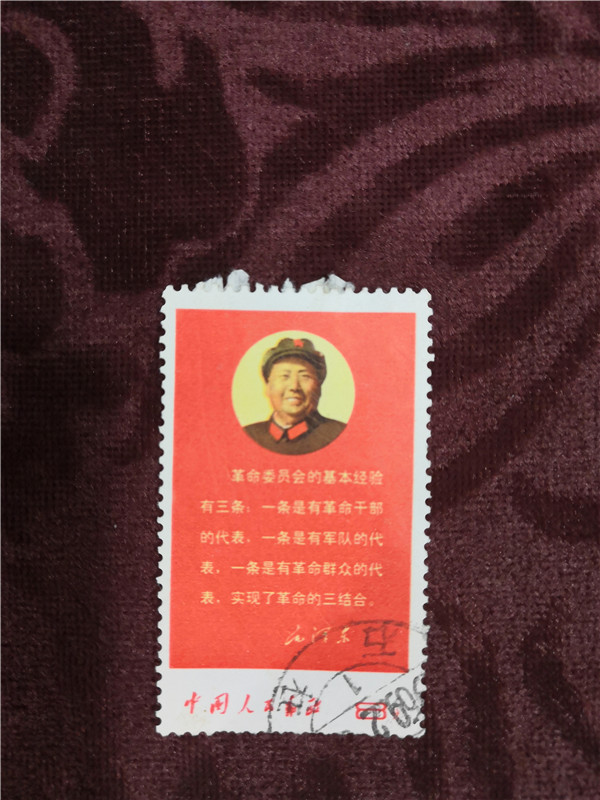 革命委员会的基本经验
有三条：一条是有革命干部
的代表，一条是有军队的代
表，一条是有革命群众的代
表，实现了革命的三结合。
毛泽东
中国人民邮政 8